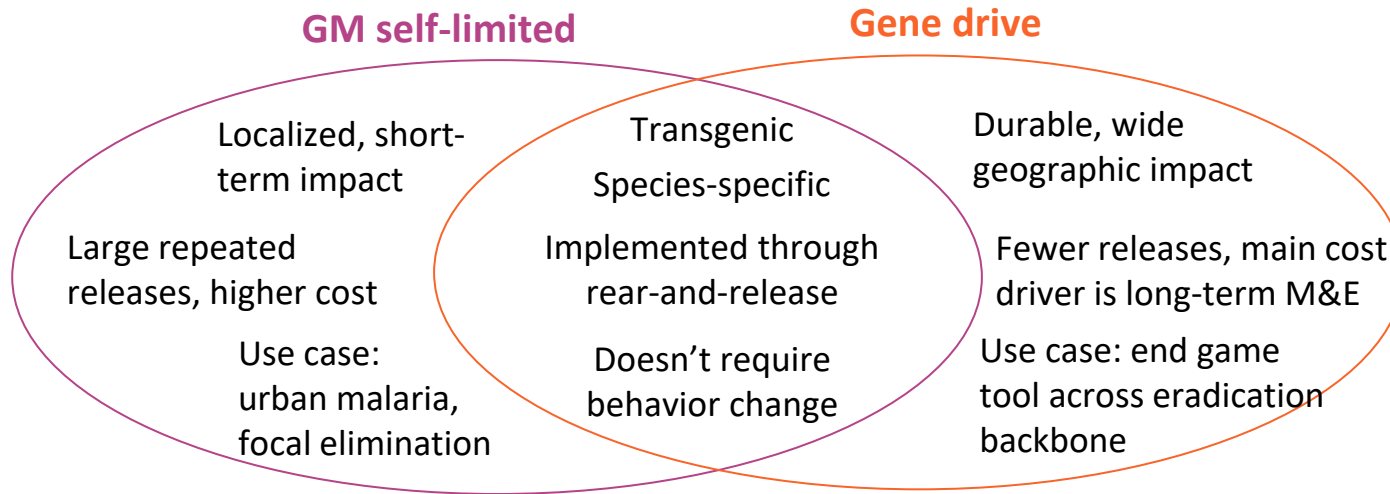 GM self-limited
Gene drive
Localized, short-
term impact
Large repeated
releases, higher cost
Use case:
urban malaria,
focal elimination
Transgenic
Species-specific
Implemented through
rear-and-release
Doesn’t require
behavior change
Durable, wide
geographic impact
Fewer releases, main cost
driver is long-term M&E
Use case: end game
tool across eradication
backbone